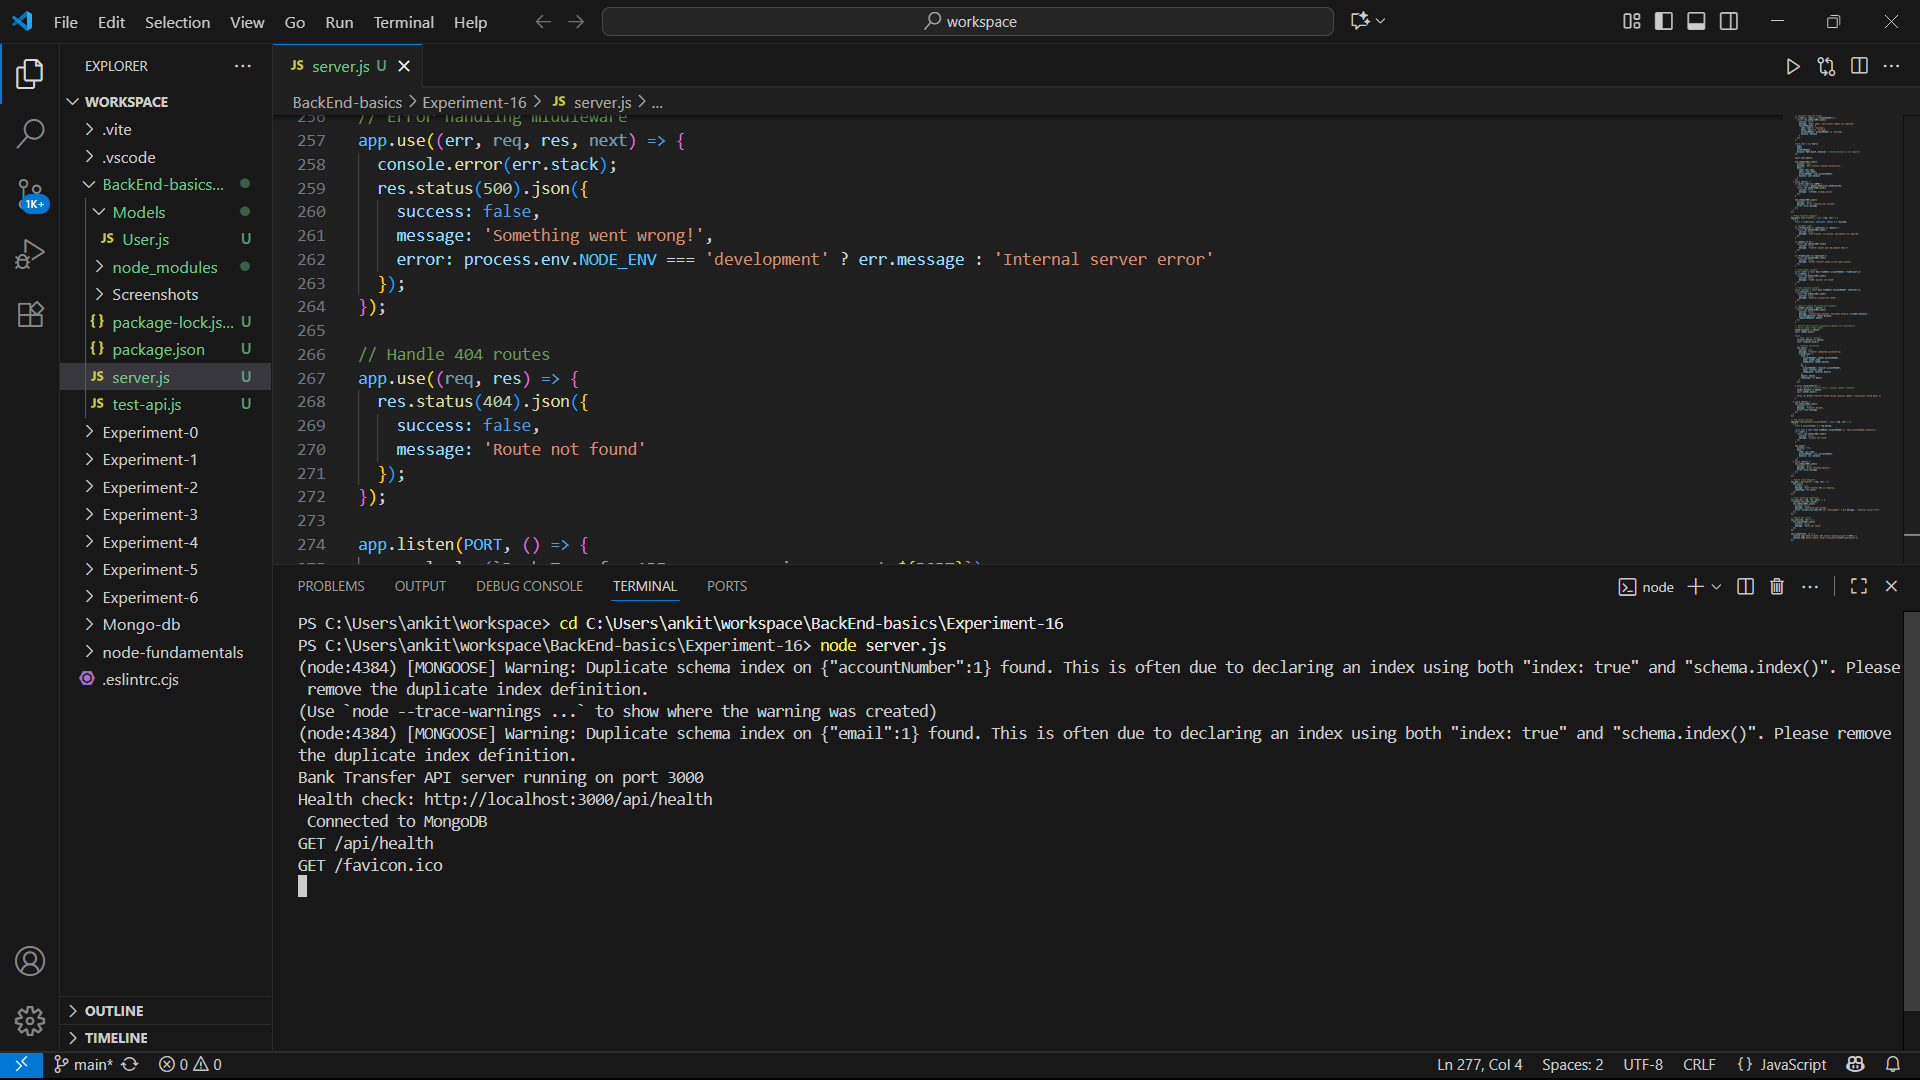 File Edit Selection View Go Run Terminal Help
workspace
EXPLORER
WORKSPACE
.vite
.vscode
BackEnd-basics...
Models
JS User.js U
node_modules
Screenshots
{} package-lock.js... U
{} package.json U
JS server.js U
JS test-api.js U
Experiment-0
Experiment-1
Experiment-2
Experiment-3
Experiment-4
Experiment-5
Experiment-6
Mongo-db
node-fundamentals
.eslintrc.cjs
OUTLINE
TIMELINE
1K+
JS server.js U
BackEnd-basics > Experiment-16 > JS server.js > ...
256 // Error handling middleware
257 app.use((err, req, res, next) => {
258 console.error(err.stack);
259 res.status(500).json({
260 success: false,
261 message: 'Something went wrong!',
262 error: process.env.NODE_ENV === 'development' ? err.message : 'Internal server error'
263 });
264 });
265
266 // Handle 404 routes
267 app.use((req, res) => {
268 res.status(404).json({
269 success: false,
270 message: 'Route not found'
271 });
272 });
273
274 app.listen(PORT, () => {
PROBLEMS OUTPUT DEBUG CONSOLE TERMINAL PORTS
node
PS C:\Users\ankit\workspace> cd C:\Users\ankit\workspace\BackEnd-basics\Experiment-16
PS C:\Users\ankit\workspace\BackEnd-basics\Experiment-16> node server.js
(node:4384) [MONGOOSE] Warning: Duplicate schema index on {"accountNumber":1} found. This is often due to declaring an index using both "index: true" and "schema.index()". Please
remove the duplicate index definition.
(Use `node --trace-warnings ...` to show where the warning was created)
(node:4384) [MONGOOSE] Warning: Duplicate schema index on {"email":1} found. This is often due to declaring an index using both "index: true" and "schema.index()". Please remove
the duplicate index definition.
Bank Transfer API server running on port 3000
Health check: http://localhost:3000/api/health
Connected to MongoDB
GET /api/health
GET /favicon.ico
main* 0 0
Ln 277, Col 4 Spaces: 2 UTF-8 CRLF {} JavaScript